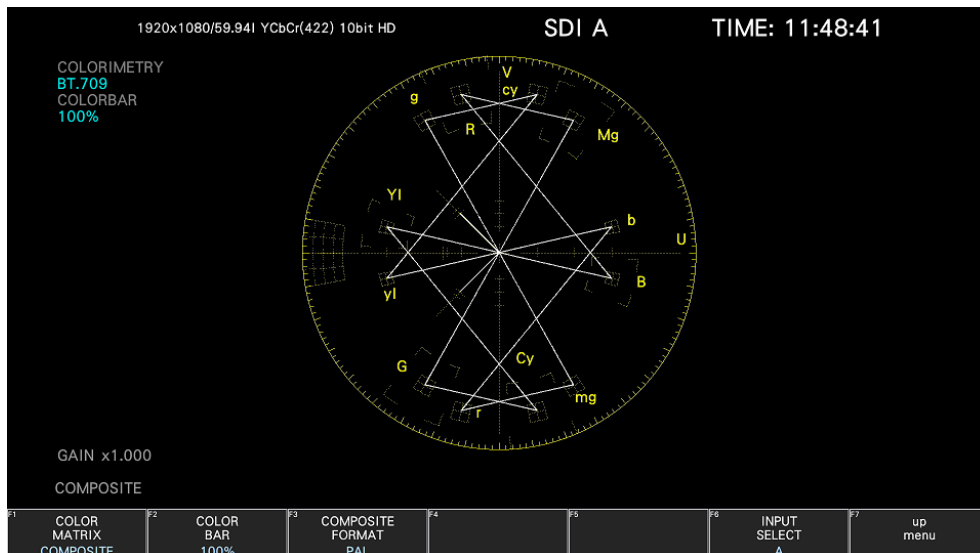 1920x1080/59.94I YCbCr(422) 10bit HD
SDI A
TIME: 11:48:41
COLORIMETRY
BT.709
COLORBAR
100%
V
cy
g
R
Mg
YI
b
U
yI
B
G
Cy
r
mg
GAIN x1.000
COMPOSITE
F1 COLOR MATRIX COMPOSITE
F2 COLOR BAR 100%
F3 COMPOSITE FORMAT PAL
F4
F5
F6 INPUT SELECT A
F7 up menu